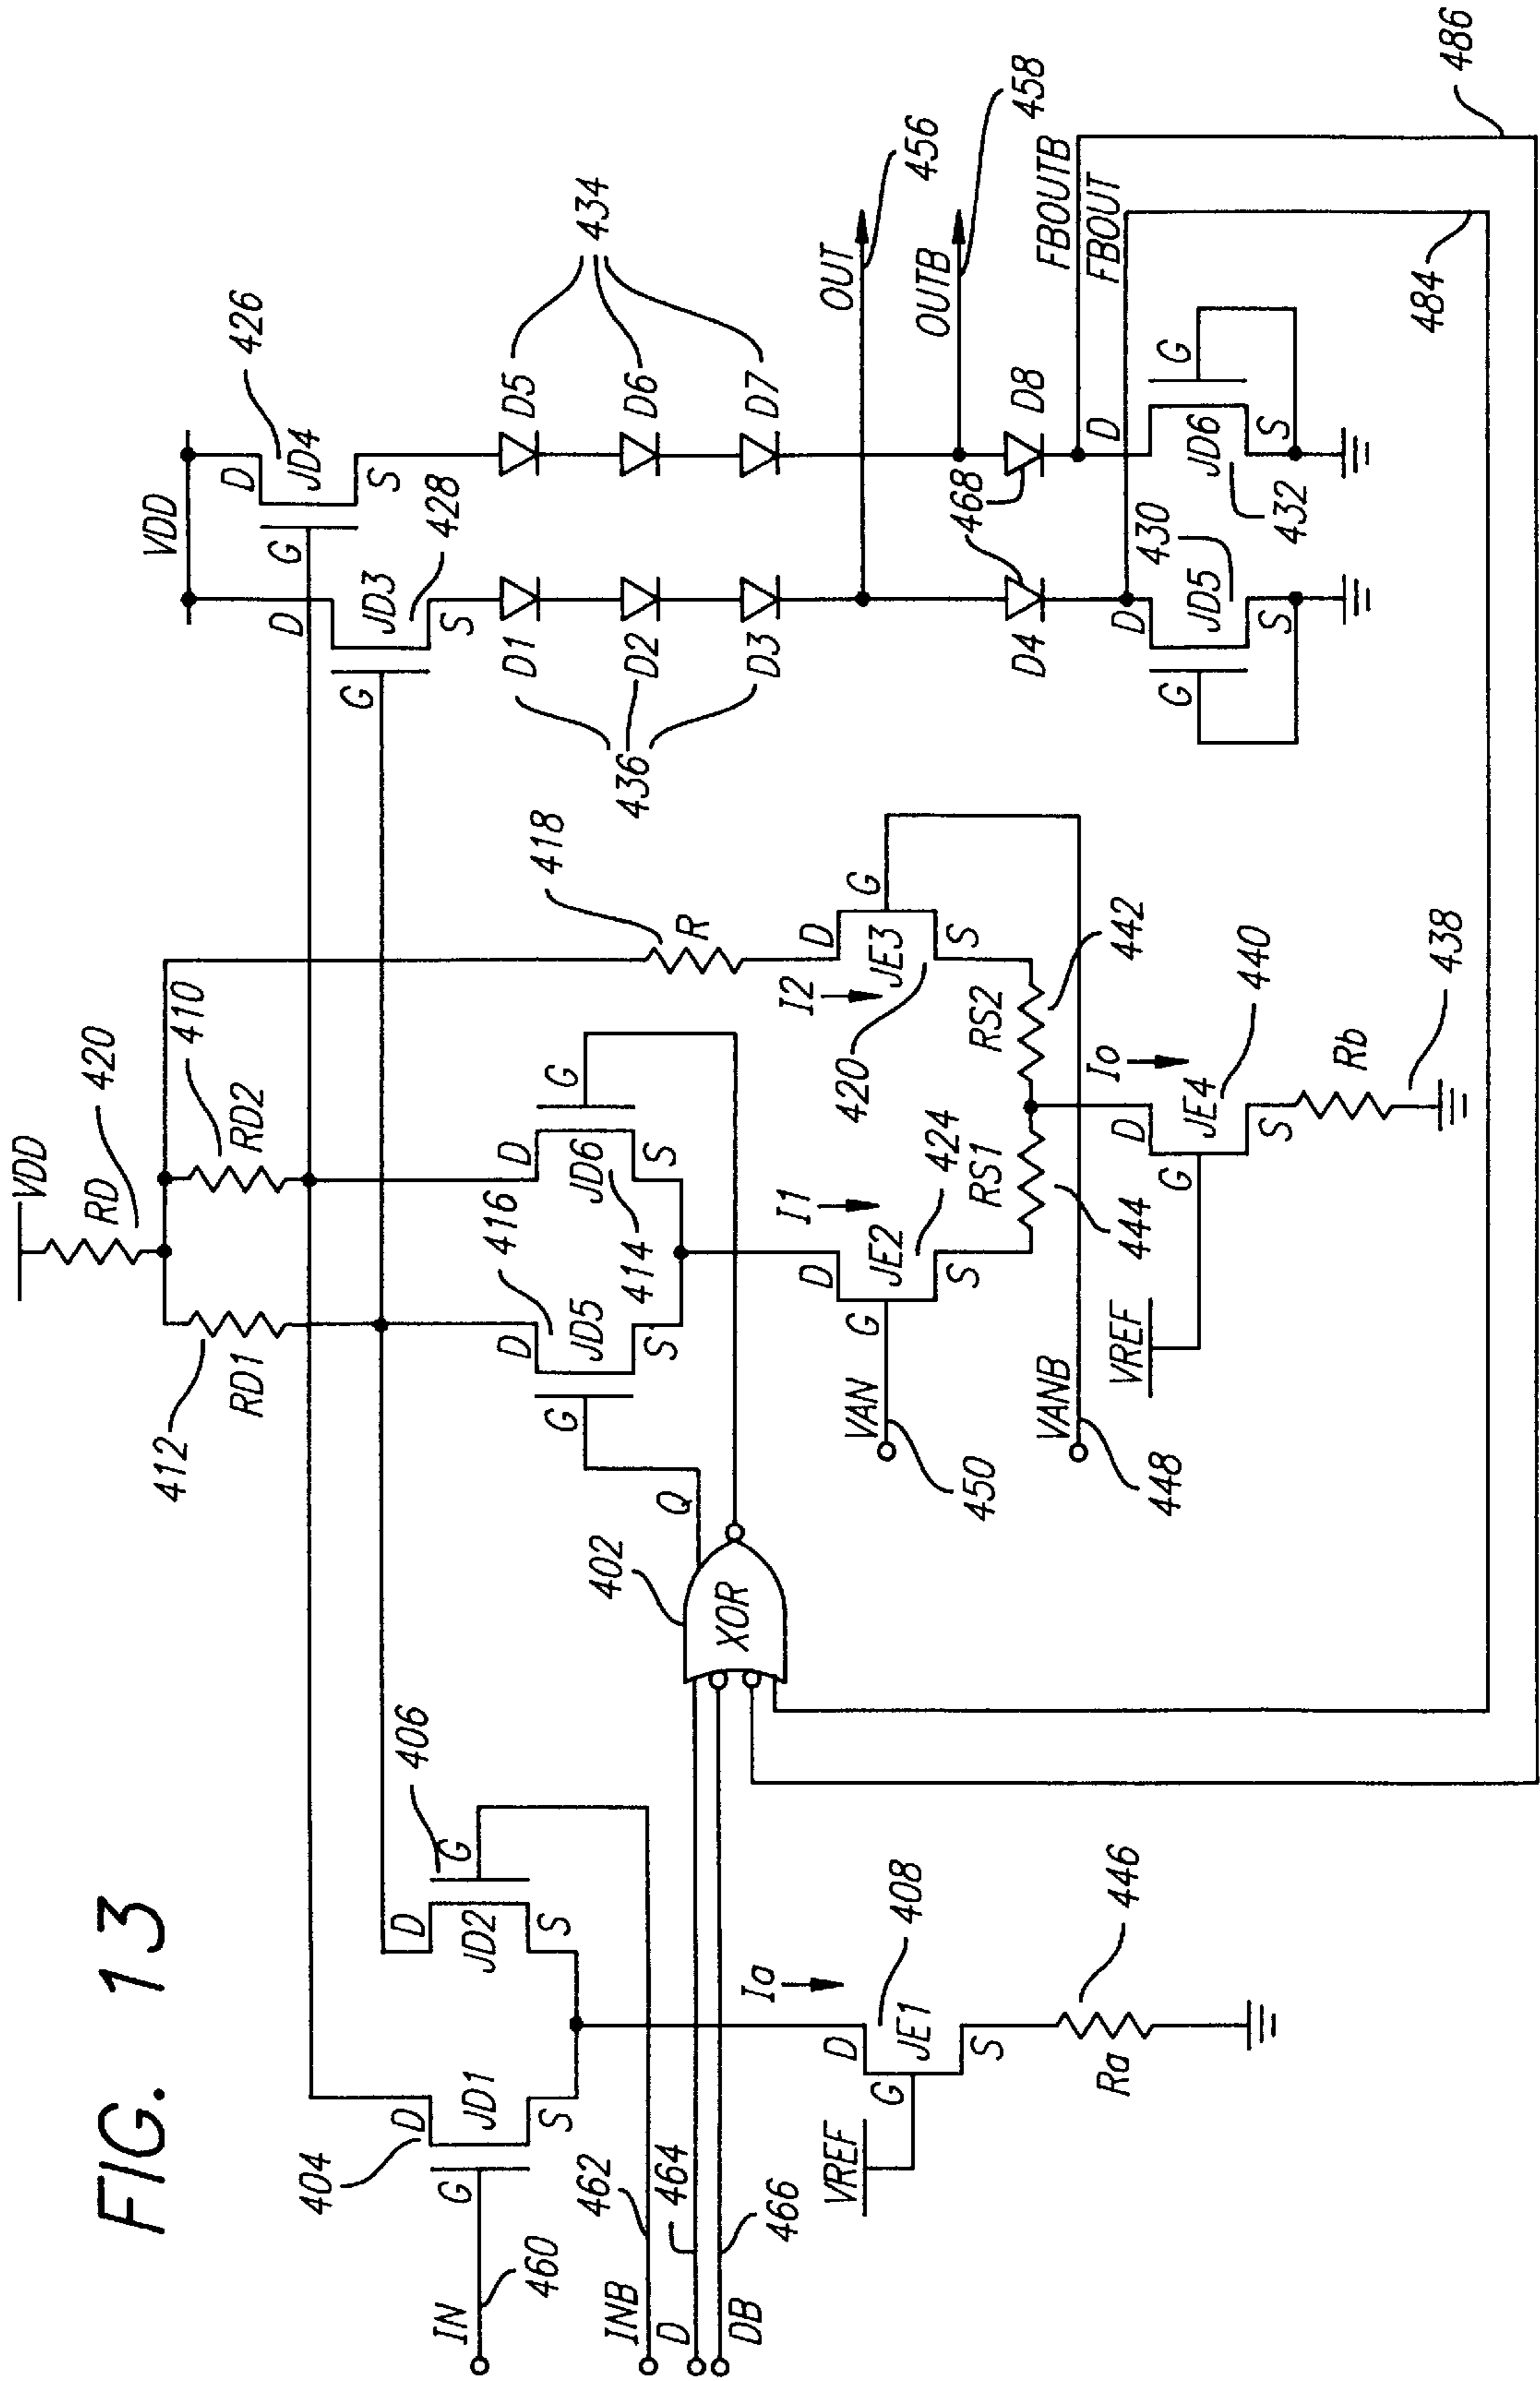 FIG. 13
VDD
RD
420
412
RD1
RD2
410
VDD
D
G
JD4
S
426
D
G
JD3
S
428
D1
D2
D3
436
D5
D6
D7
434
OUT
456
OUTB
458
D4
468
D8
FBOUTB
FBOUT
486
484
D
G
JD5
430
S
D
G
JD6
432
S
404
D
G
JD1
S
406
D
G
JD2
S
IN
460
INB
462
D
464
DB
466
Ia
408
D
G
JE1
S
VREF
Ra
446
402
XOR
Q
416
D
G
JD5
S
414
D
G
JD6
S
418
R
I1
D
G
JE2
S
424
I2
D
G
JE3
S
420
VAN
450
VANB
448
RS1
444
RS2
442
Io
D
G
JE4
S
440
VREF
Rb
438